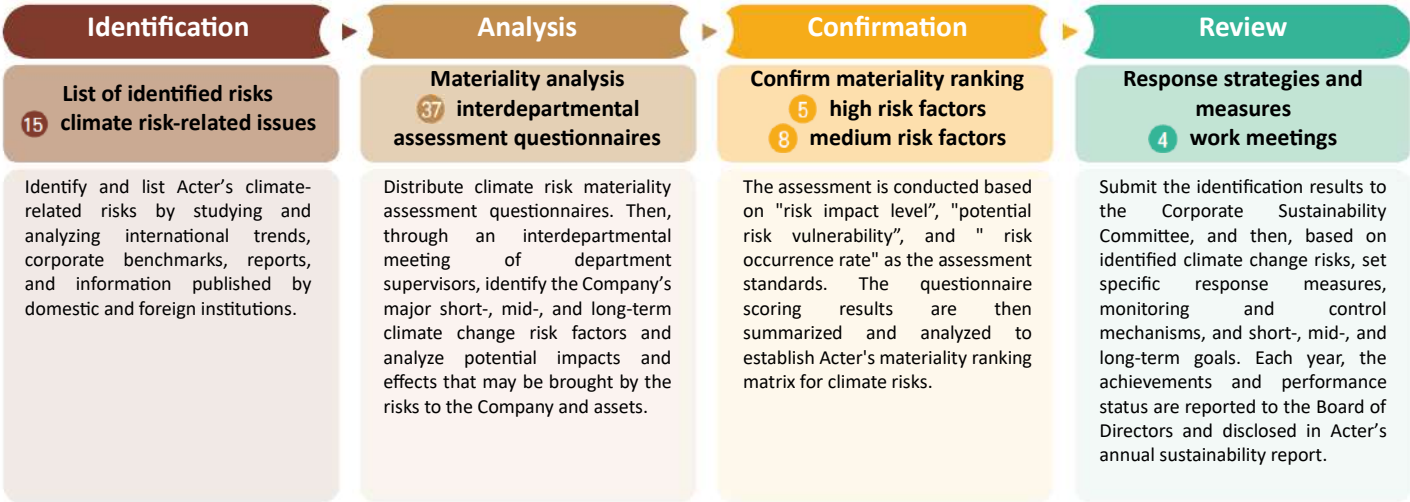 Identification
List of identified risks
15 climate risk-related issues
Identify and list Acter’s climate-
related risks by studying and
analyzing international trends,
corporate benchmarks, reports,
and information published by
domestic and foreign institutions.
Analysis
Materiality analysis
37 interdepartmental
assessment questionnaires
Distribute climate risk materiality
assessment questionnaires. Then,
through an interdepartmental
meeting of department
supervisors, identify the Company’s
major short-, mid-, and long-term
climate change risk factors and
analyze potential impacts and
effects that may be brought by the
risks to the Company and assets.
Confirmation
Confirm materiality ranking
5 high risk factors
8 medium risk factors
The assessment is conducted based
on "risk impact level”, "potential
risk vulnerability”, and " risk
occurrence rate" as the assessment
standards. The questionnaire
scoring results are then
summarized and analyzed to
establish Acter's materiality ranking
matrix for climate risks.
Review
Response strategies and
measures
4 work meetings
Submit the identification results to
the Corporate Sustainability
Committee, and then, based on
identified climate change risks, set
specific response measures,
monitoring and control
mechanisms, and short-, mid-, and
long-term goals. Each year, the
achievements and performance
status are reported to the Board of
Directors and disclosed in Acter’s
annual sustainability report.